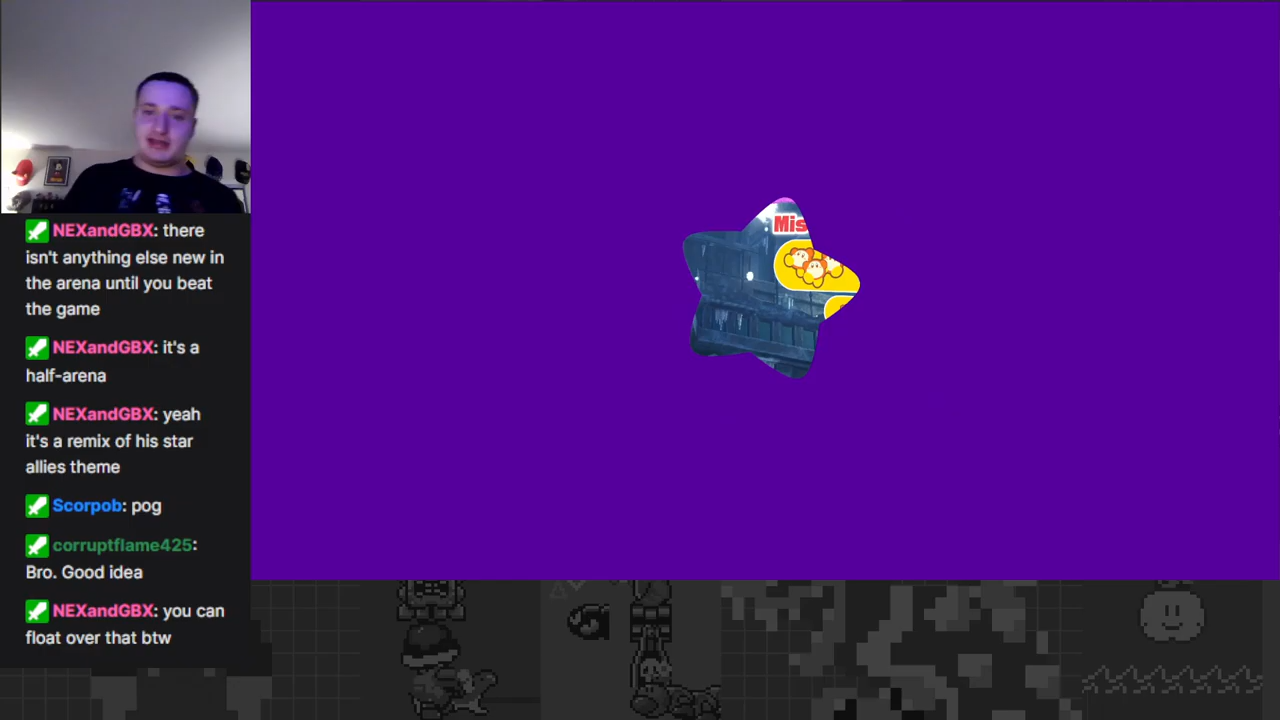 NEXandGBX: there
isn't anything else new in
the arena until you beat
the game
NEXandGBX: it's a
half-arena
NEXandGBX: yeah
it's a remix of his star
allies theme
Scorpob: pog
corruptflame425:
Bro. Good idea
NEXandGBX: you can
float over that btw
Mis